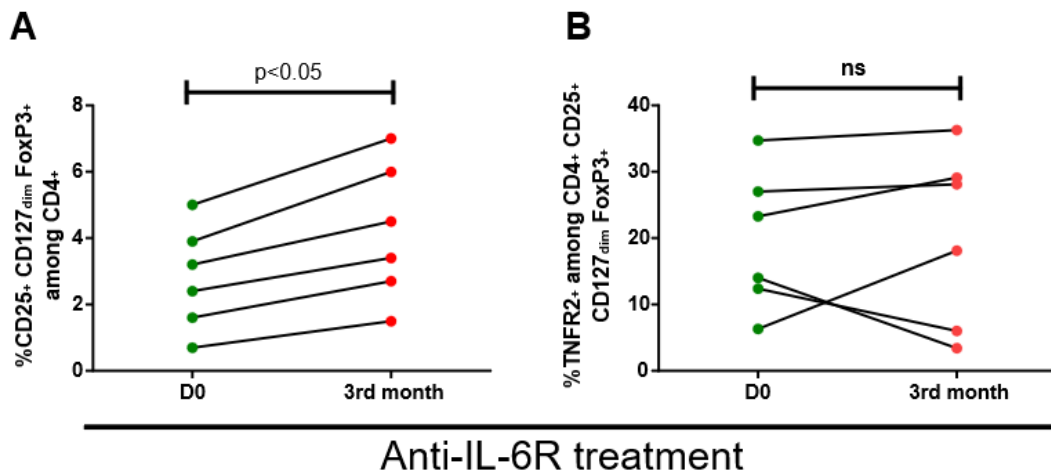 A
p<0.05
%CD25+ CD127dim FoxP3+
among CD4+
8
6
4
2
0
D0
3rd month
B
ns
%TNFR2+ among CD4+ CD25+
CD127dim FoxP3+
40
30
20
10
0
D0
3rd month
Anti-IL-6R treatment